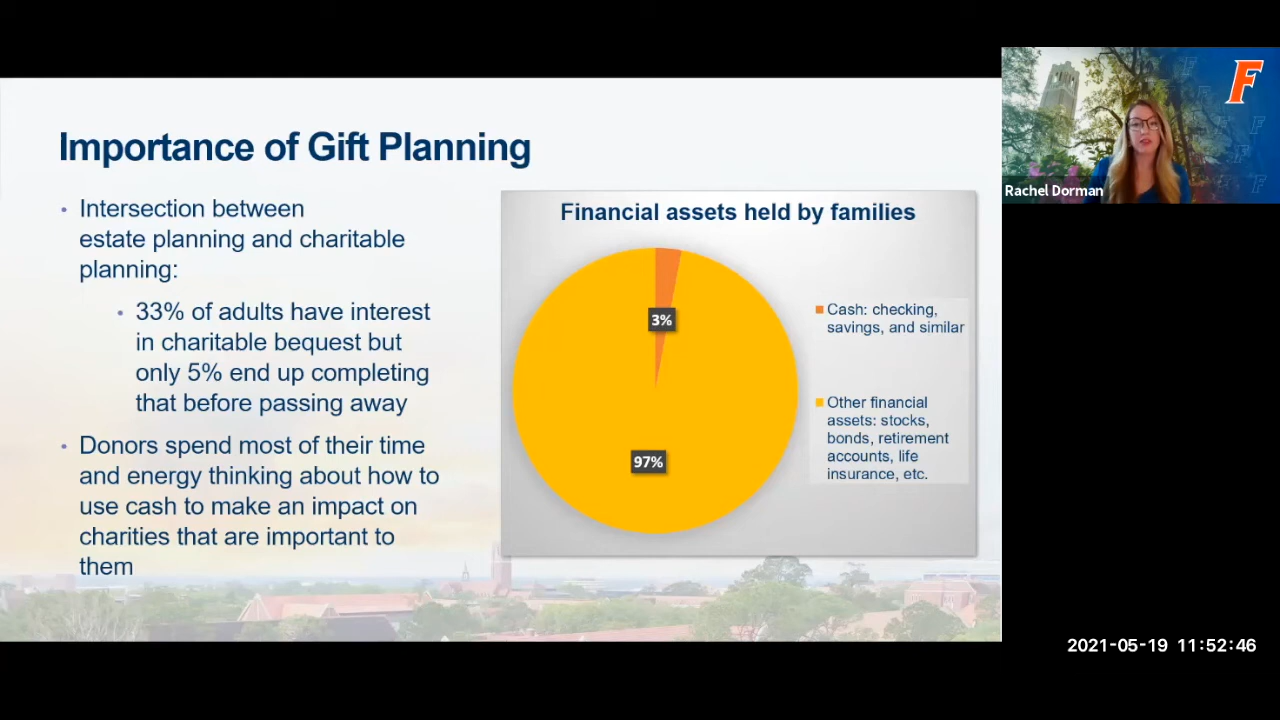 Importance of Gift Planning
Intersection between
estate planning and charitable
planning:
33% of adults have interest
in charitable bequest but
only 5% end up completing
that before passing away
Donors spend most of their time
and energy thinking about how to
use cash to make an impact on
charities that are important to
them
Financial assets held by families
3%
97%
Cash: checking,
savings, and similar
Other financial
assets: stocks,
bonds, retirement
accounts, life
insurance, etc.
F
Rachel Dorman
2021-05-19 11:52:46